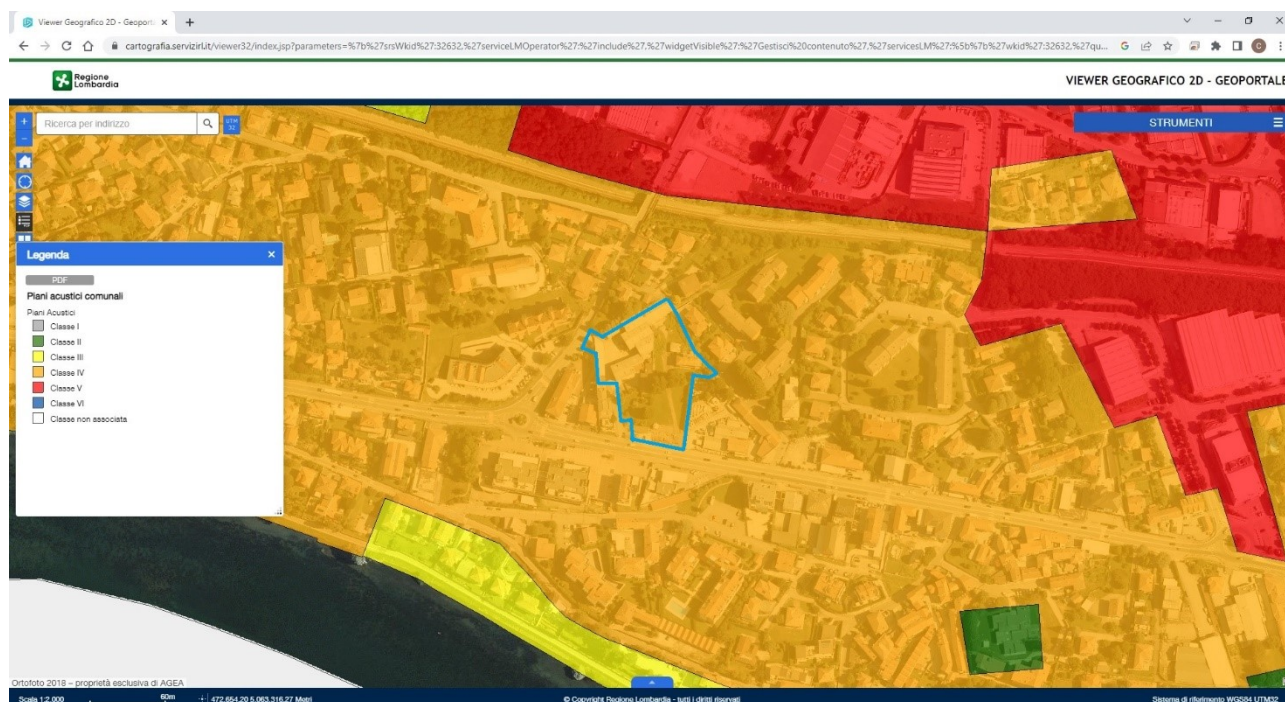 Viewer Geografico 2D - Geoporta
cartografia.servizirl.it/viewer32/index.jsp?parameters=%7b%27srsWkid%27:32632,%27serviceLMOperator%27:%27include%27,%27widgetVisible%27:%27Gestisci%20contenuto%27,%27servicesLM%27:%5b%7b%27wkid%27:32632,%27qu...
Regione
Lombardia
VIEWER GEOGRAFICO 2D - GEOPORTALE
+
−
Ricerca per indirizzo
UTM
32
STRUMENTI
Legenda
PDF
Piani acustici comunali
Piani Acustici
Classe I
Classe II
Classe III
Classe IV
Classe V
Classe VI
Classe non associata
Ortofoto 2018 – proprietà esclusiva di AGEA
Scala 1:2.000 60m 472.654,20 5.063.316,27 Metri © Copyright Regione Lombardia - tutti i diritti riservati Sistema di riferimento WGS84 UTM32